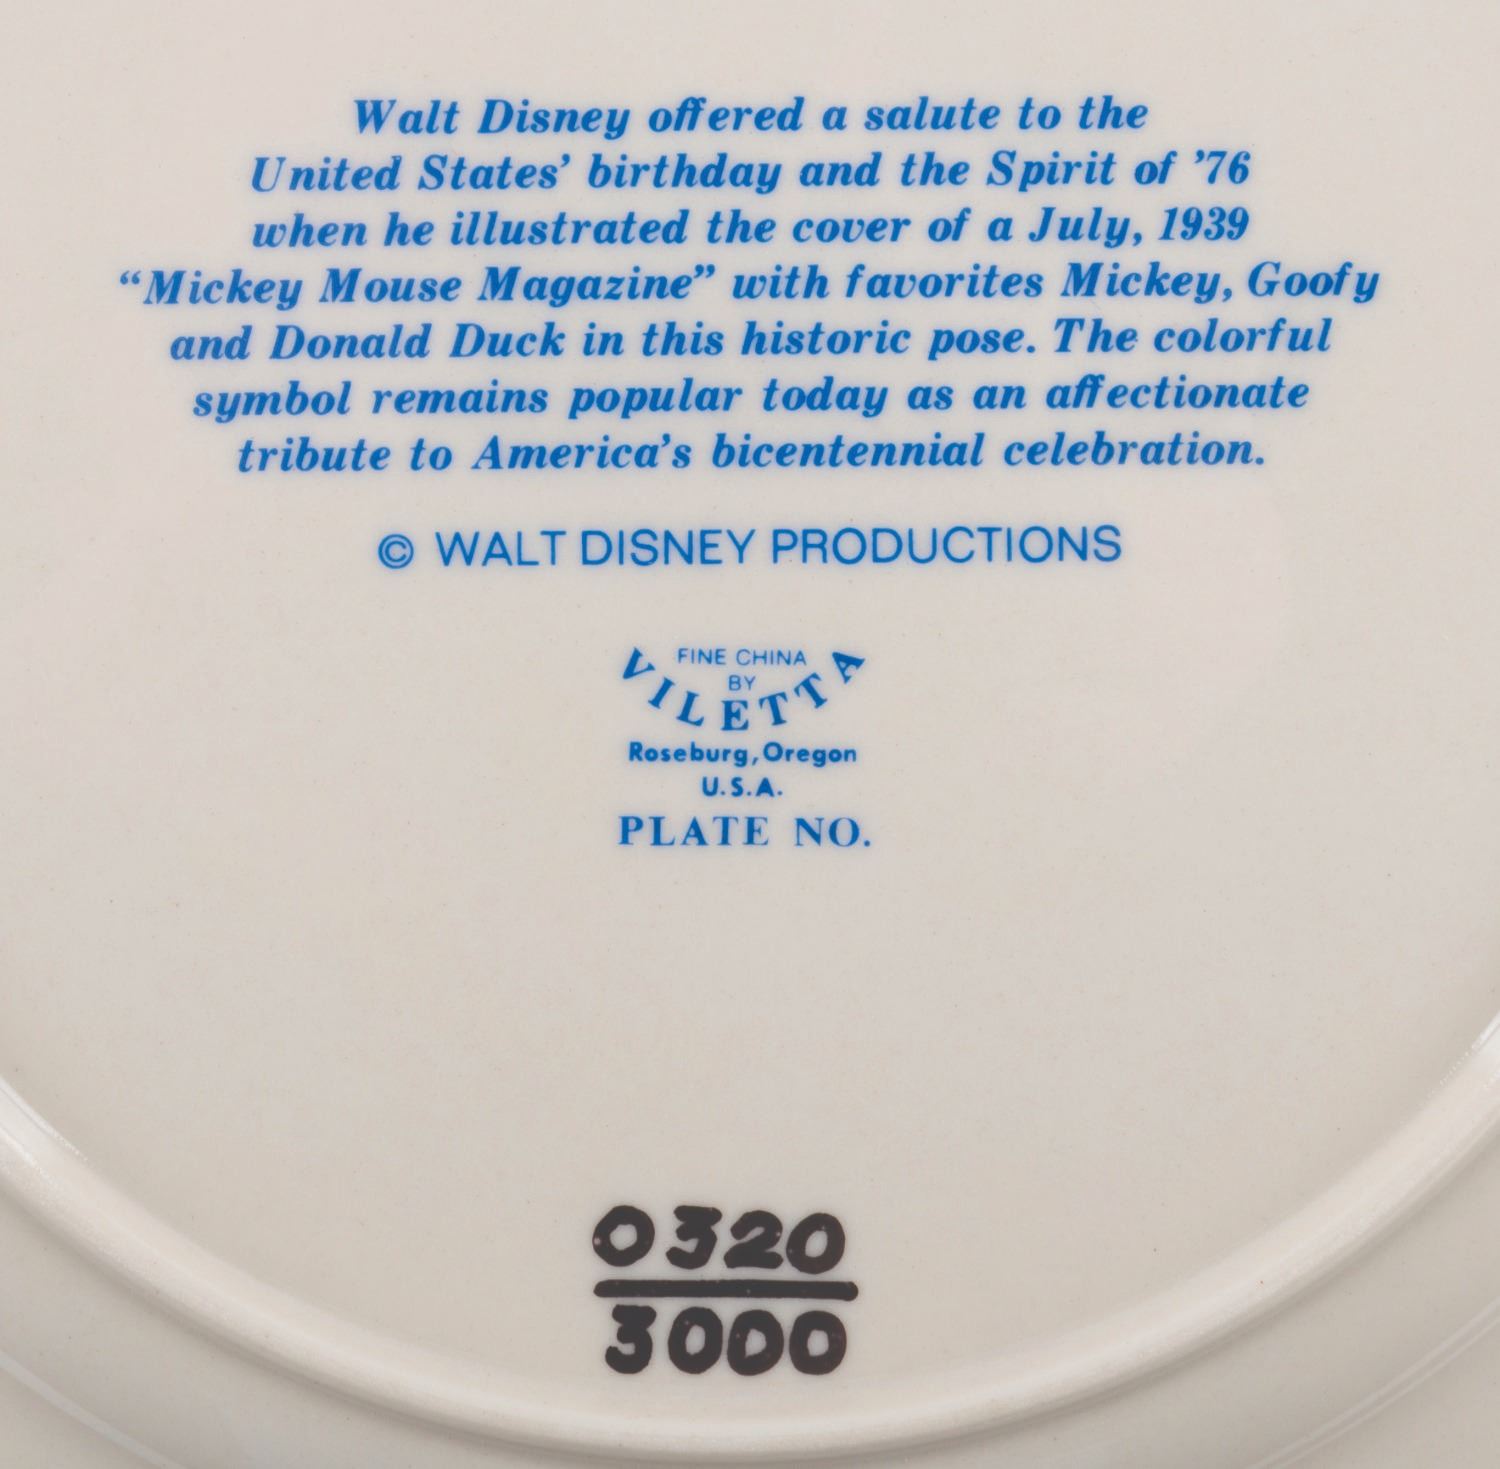 Walt Disney offered a salute to the
United States’ birthday and the Spirit of ’76
when he illustrated the cover of a July, 1939
“Mickey Mouse Magazine” with favorites Mickey, Goofy
and Donald Duck in this historic pose. The colorful
symbol remains popular today as an affectionate
tribute to America’s bicentennial celebration.
© WALT DISNEY PRODUCTIONS
FINE CHINA
BY
VILETTA
Roseburg, Oregon
U.S.A.
PLATE NO.
0320
3000